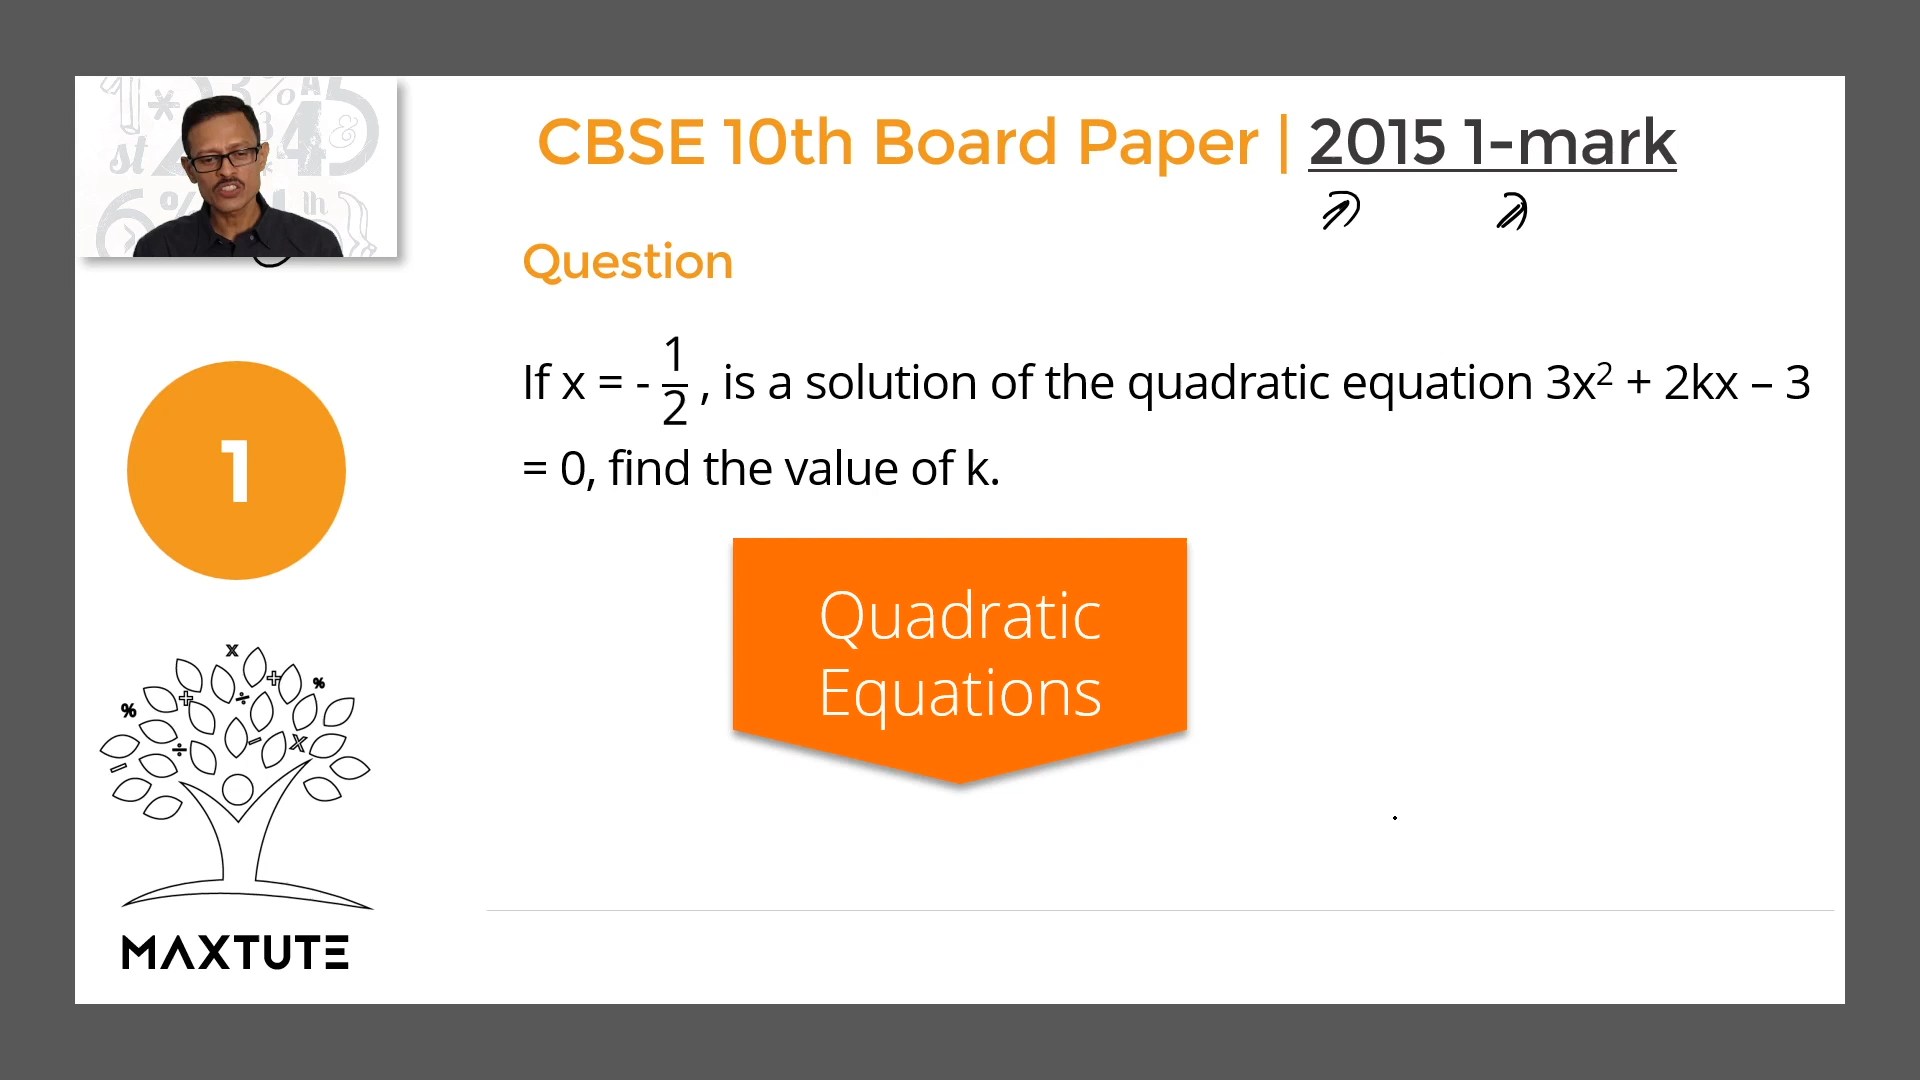 CBSE 10th Board Paper | 2015 1-mark
Question
If x = - 1/2 , is a solution of the quadratic equation 3x² + 2kx – 3
= 0, find the value of k.
1
Quadratic
Equations
MAXTUTE